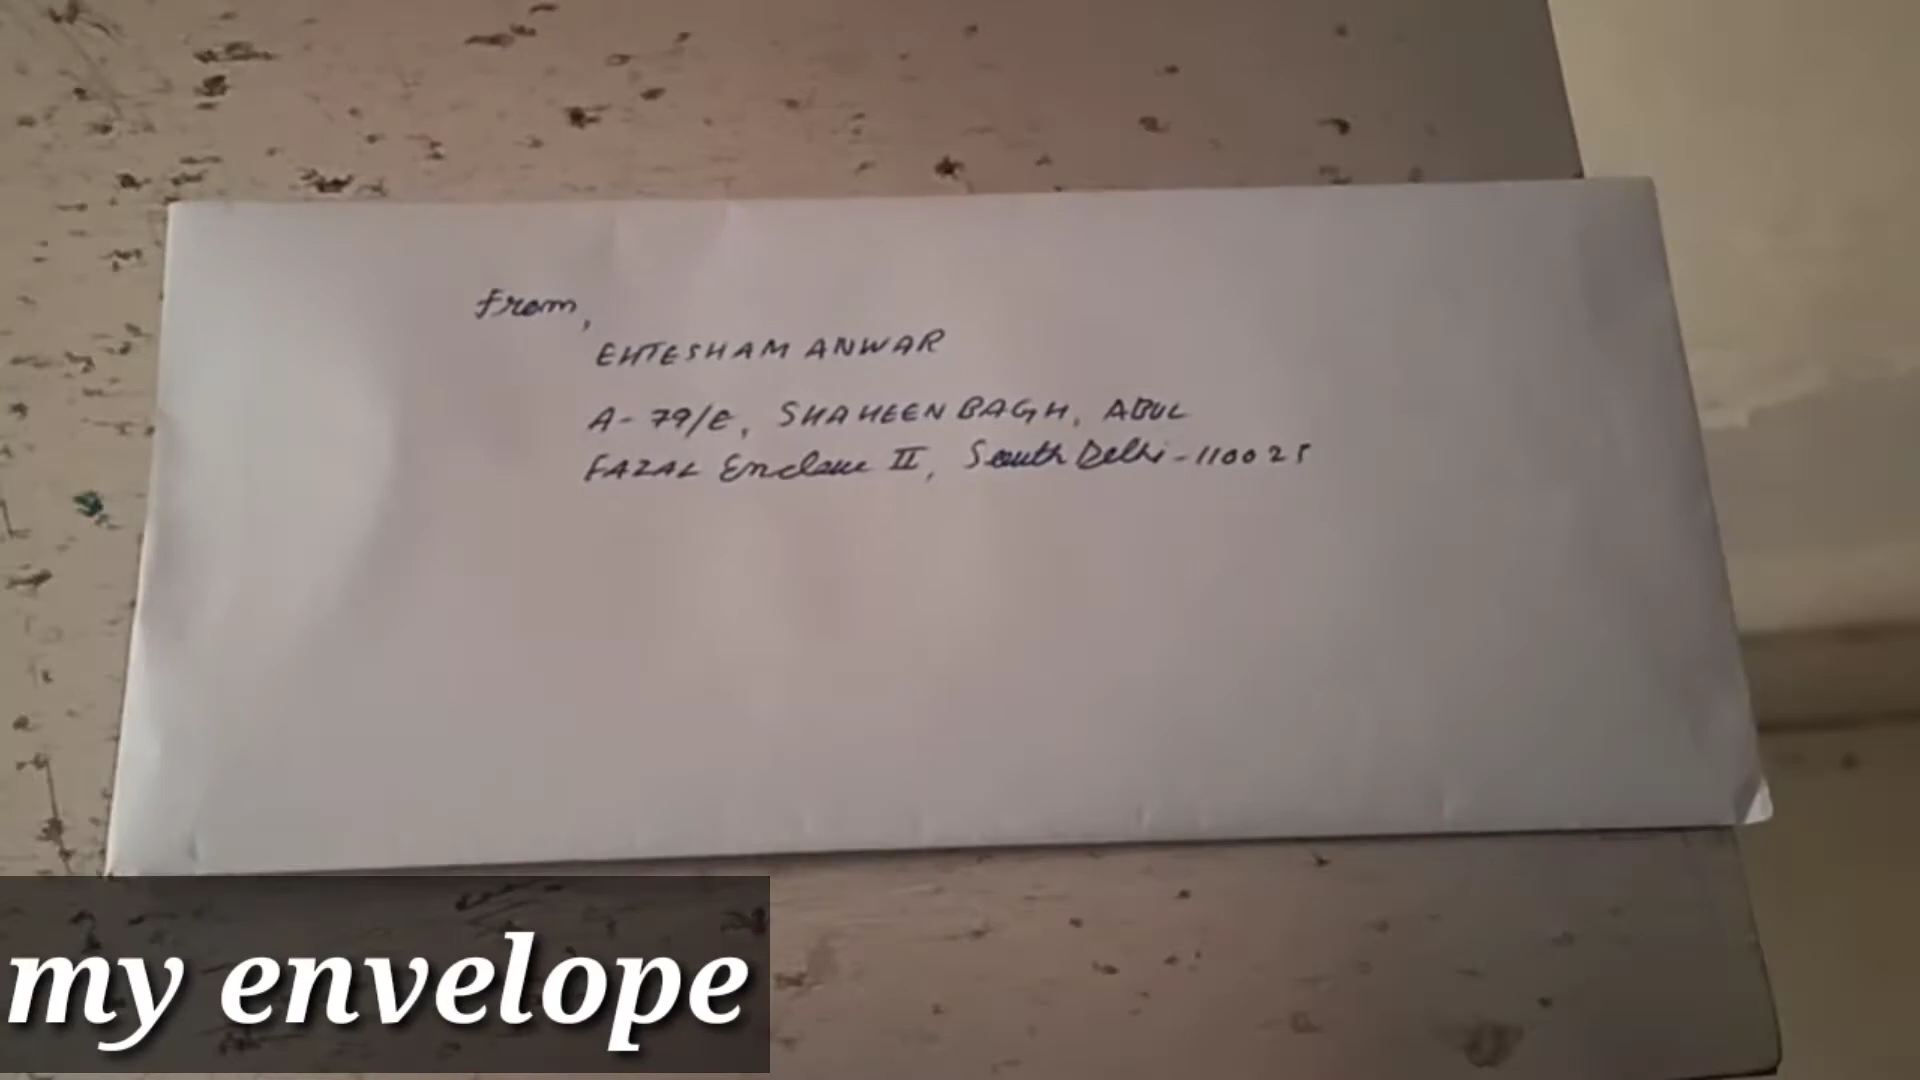 From,
EHTESHAM ANWAR
A-79/E, SHAHEEN BAGH, ABUL
FAZAL Enclave II, South Delhi-110025
my envelope